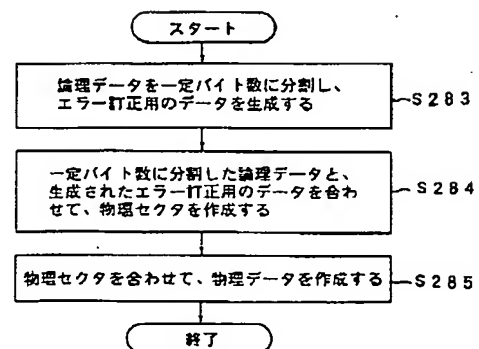 スタート
論理データを一定バイト数に分割し、
エラー訂正用のデータを生成する
S283
一定バイト数に分割した論理データと、
生成されたエラー訂正用のデータを合わ
せて、物理セクタを作成する
S284
物理セクタを合わせて、物理データを作成する
S285
終了